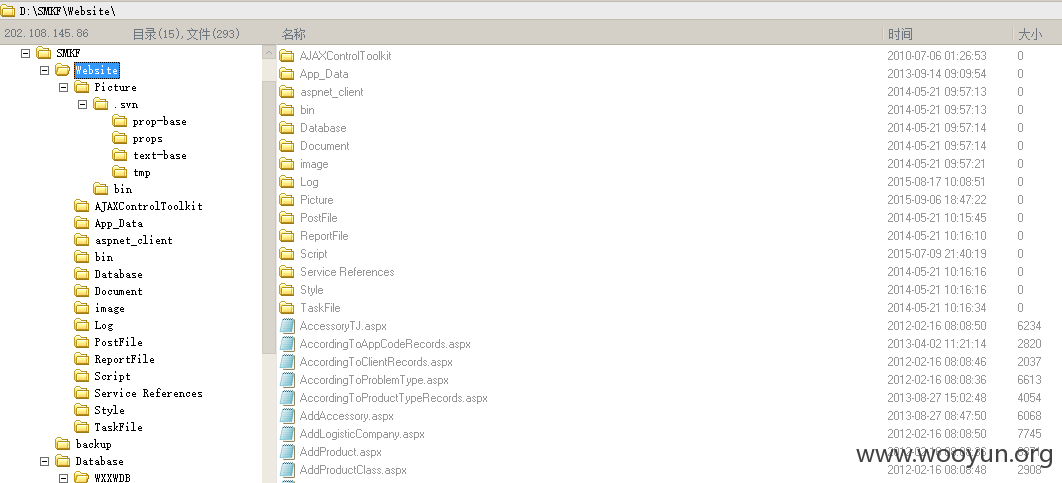 D:\SMKF\Website\
202.108.145.86 目录(15),文件(293) 名称 时间 大小
SMKF
Website
Picture
.svn
prop-base
props
text-base
tmp
bin
AJAXControlToolkit
App_Data
aspnet_client
bin
Database
Document
image
Log
PostFile
ReportFile
Script
Service References
Style
TaskFile
backup
Database
WXXWDB
AJAXControlToolkit 2010-07-06 01:26:53 0
App_Data 2013-09-14 09:09:54 0
aspnet_client 2014-05-21 09:57:13 0
bin 2014-05-21 09:57:13 0
Database 2014-05-21 09:57:14 0
Document 2014-05-21 09:57:14 0
image 2014-05-21 09:57:21 0
Log 2015-08-17 10:08:51 0
Picture 2015-09-06 18:47:22 0
PostFile 2014-05-21 10:15:45 0
ReportFile 2014-05-21 10:16:10 0
Script 2015-07-09 21:40:19 0
Service References 2014-05-21 10:16:16 0
Style 2014-05-21 10:16:16 0
TaskFile 2014-05-21 10:16:34 0
AccessoryTJ.aspx 2012-02-16 08:08:50 6234
AccordingToAppCodeRecords.aspx 2013-04-02 11:21:14 2820
AccordingToClientRecords.aspx 2012-02-16 08:08:46 2037
AccordingToProblemType.aspx 2012-02-16 08:08:36 6613
AccordingToProductTypeRecords.aspx 2013-08-27 15:02:48 4054
AddAccessory.aspx 2013-08-27 08:47:50 6068
AddLogisticCompany.aspx 2012-02-16 08:08:50 7745
AddProduct.aspx
AddProductClass.aspx 2012-02-16 08:08:48 2908
www.wooyun.org